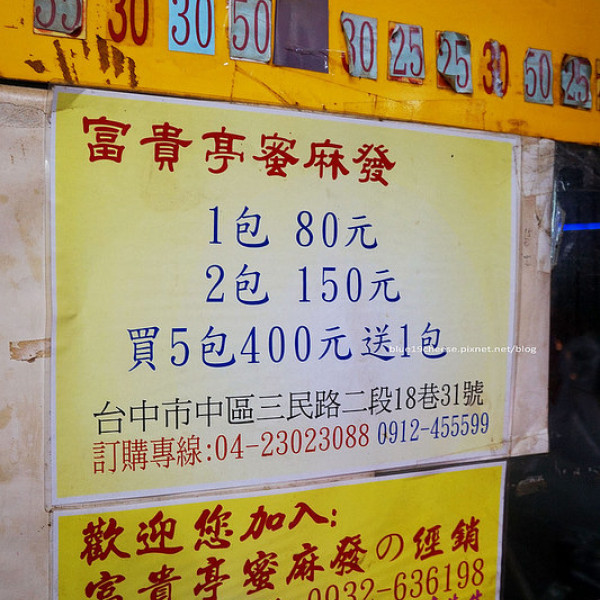 35 30 30 50 30 25 25 30 50 25
富貴亭蜜麻發
1包 80元
2包 150元
買5包400元送1包
blue19cheese.pixnet.net/blog
台中市中區三民路二段18巷31號
訂購專線:04-23023088 0912-455599
歡迎您加入:
富貴亭蜜麻發の經銷
0932-636198